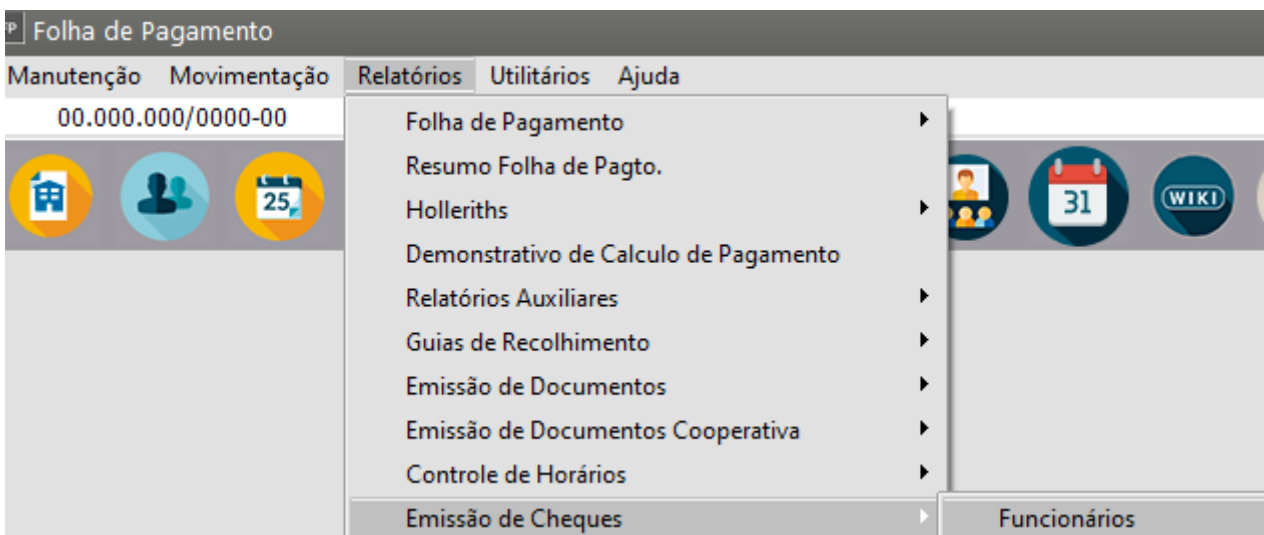 FP Folha de Pagamento
Manutenção Movimentação Relatórios Utilitários Ajuda
00.000.000/0000-00
Folha de Pagamento
Resumo Folha de Pagto.
25
31
WIKI
Holleriths
Demonstrativo de Calculo de Pagamento
Relatórios Auxiliares
Guias de Recolhimento
Emissão de Documentos
Emissão de Documentos Cooperativa
Controle de Horários
Emissão de Cheques
Funcionários